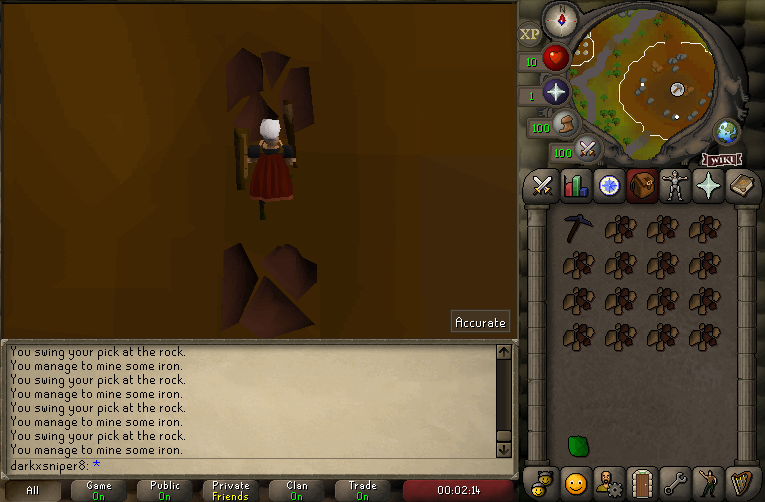 N
XP
10
1
100
100
WIKI
Accurate
You swing your pick at the rock.
You manage to mine some iron.
You swing your pick at the rock.
You manage to mine some iron.
You swing your pick at the rock.
You manage to mine some iron.
You swing your pick at the rock.
You manage to mine some iron.
darkxsniper8: *
All
Game
On
Public
On
Private
Friends
Clan
On
Trade
On
00:02:14